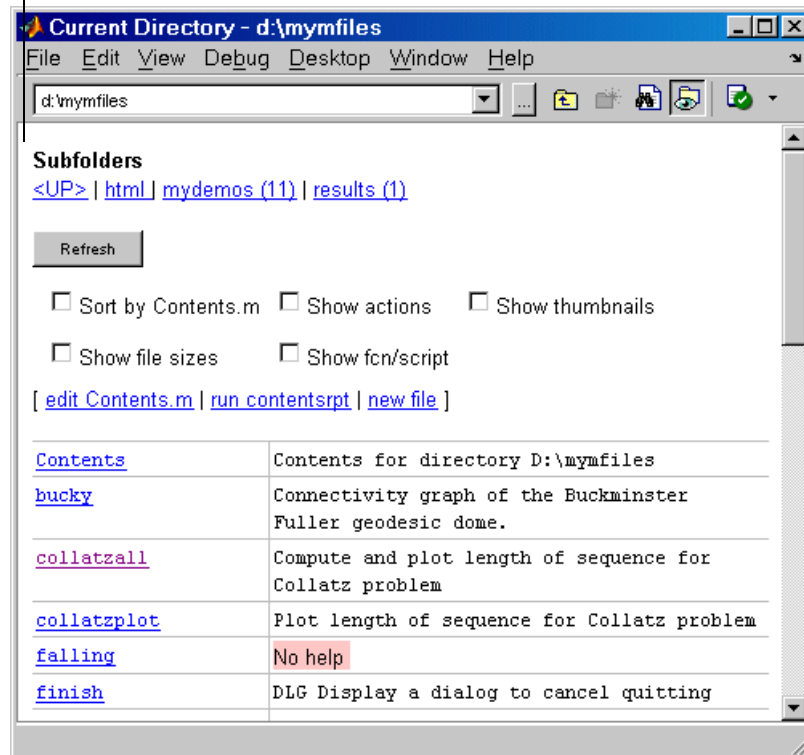 Current Directory - d:\mymfiles
File Edit View Debug Desktop Window Help
d:\mymfiles ...
Subfolders
<UP> | html | mydemos (11) | results (1)
Refresh
Sort by Contents.m Show actions Show thumbnails
Show file sizes Show fcn/script
[ edit Contents.m | run contentsrpt | new file ]
Contents Contents for directory D:\mymfiles
bucky Connectivity graph of the Buckminster
Fuller geodesic dome.
collatzall Compute and plot length of sequence for
Collatz problem
collatzplot Plot length of sequence for Collatz problem
falling No help
finish DLG Display a dialog to cancel quitting